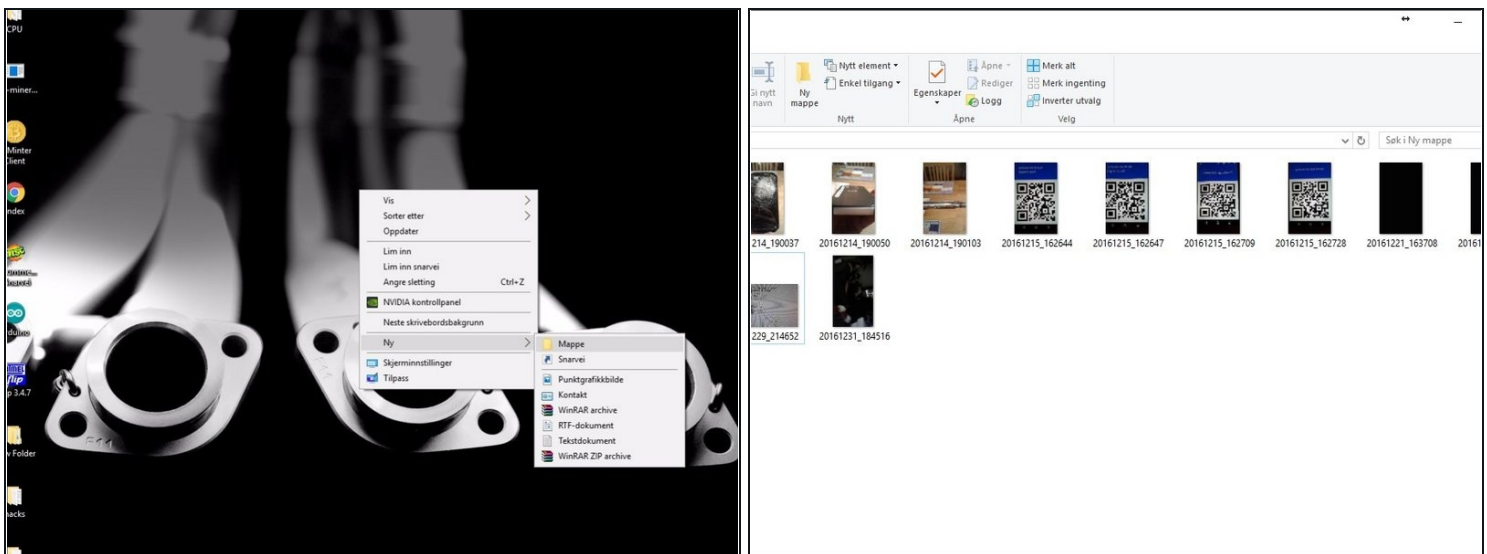 CPU
-miner...
Minter
Client
ndex
p 3.4.7
w Folder
Vis
Sorter etter
Oppdater
Lim inn
Lim inn snarvei
Angre sletting Ctrl+Z
NVIDIA kontrollpanel
Neste skrivebordsbakgrunn
Ny
Skjerminnstillinger
Tilpass
Mappe
Snarvei
Punktgrafikkbilde
Kontakt
WinRAR archive
RTF-dokument
Tekstdokument
WinRAR ZIP archive
Gi nytt
navn
Ny
mappe
Nytt element
Enkel tilgang
Nytt
Egenskaper
Åpne
Rediger
Logg
Åpne
Merk alt
Merk ingenting
Inverter utvalg
Velg
Søk i Ny mappe
214_190037 20161214_190050 20161214_190103 20161215_162644 20161215_162647 20161215_162709 20161215_162728 20161221_163708 20161
229_214652 20161231_184516